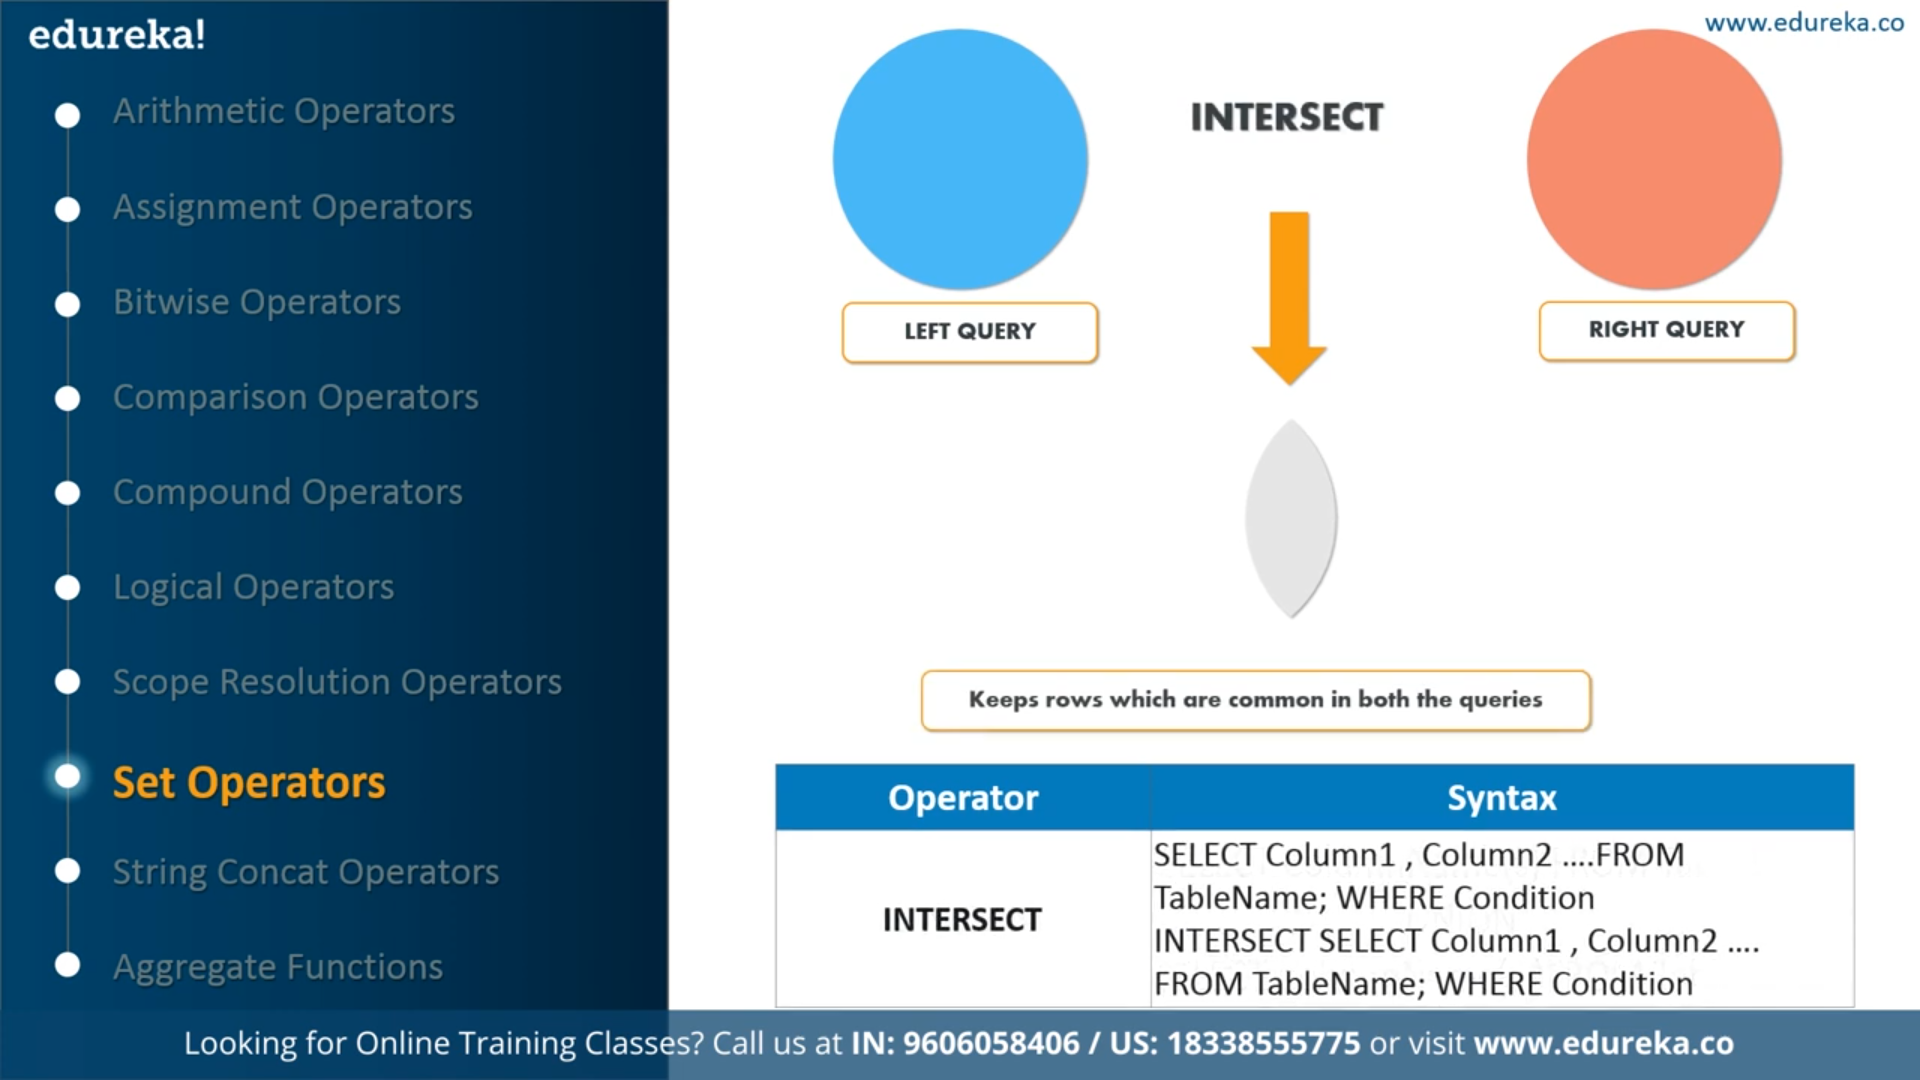 edureka!
www.edureka.co
Arithmetic Operators
Assignment Operators
Bitwise Operators
Comparison Operators
Compound Operators
Logical Operators
Scope Resolution Operators
Set Operators
String Concat Operators
Aggregate Functions
INTERSECT
LEFT QUERY
RIGHT QUERY
Keeps rows which are common in both the queries
Operator
Syntax
INTERSECT
SELECT Column1 , Column2 ....FROM
TableName; WHERE Condition
INTERSECT SELECT Column1 , Column2 ....
FROM TableName; WHERE Condition
Looking for Online Training Classes? Call us at IN: 9606058406 / US: 18338555775 or visit www.edureka.co